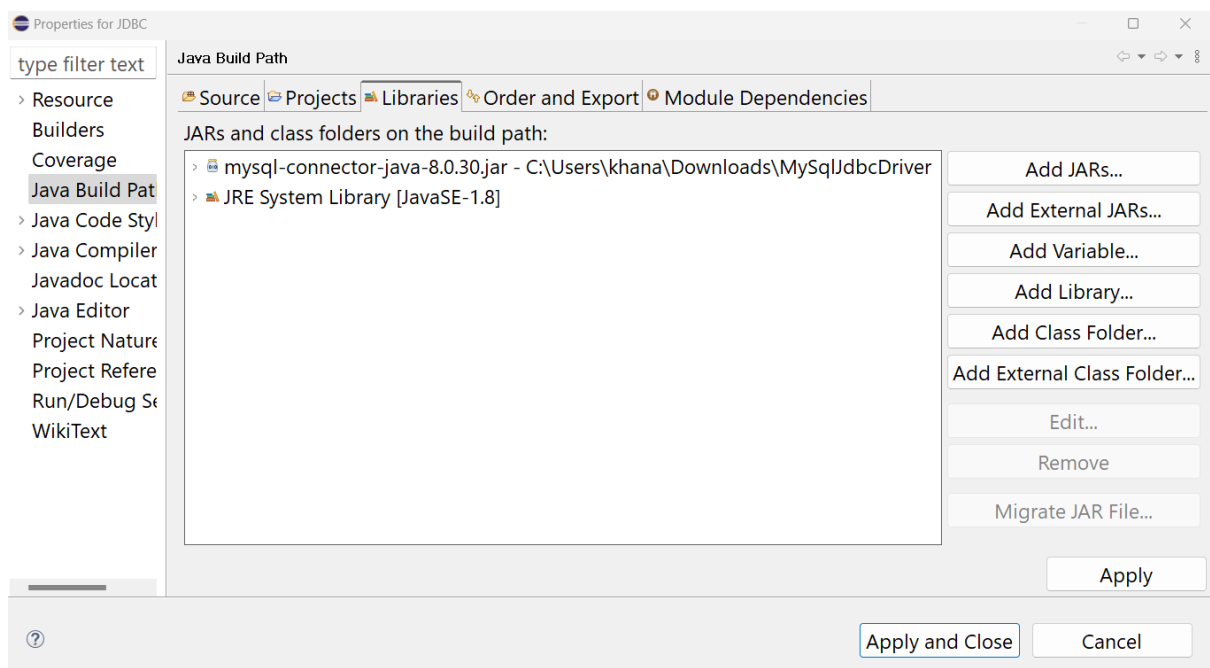 Properties for JDBC
type filter text
Resource
Builders
Coverage
Java Build Pat
Java Code Styl
Java Compiler
Javadoc Locat
Java Editor
Project Nature
Project Refere
Run/Debug Se
WikiText
Java Build Path
Source Projects Libraries Order and Export Module Dependencies
JARs and class folders on the build path:
mysql-connector-java-8.0.30.jar - C:\Users\khana\Downloads\MySqlJdbcDriver
JRE System Library [JavaSE-1.8]
Add JARs...
Add External JARs...
Add Variable...
Add Library...
Add Class Folder...
Add External Class Folder...
Edit...
Remove
Migrate JAR File...
Apply
?
Apply and Close
Cancel